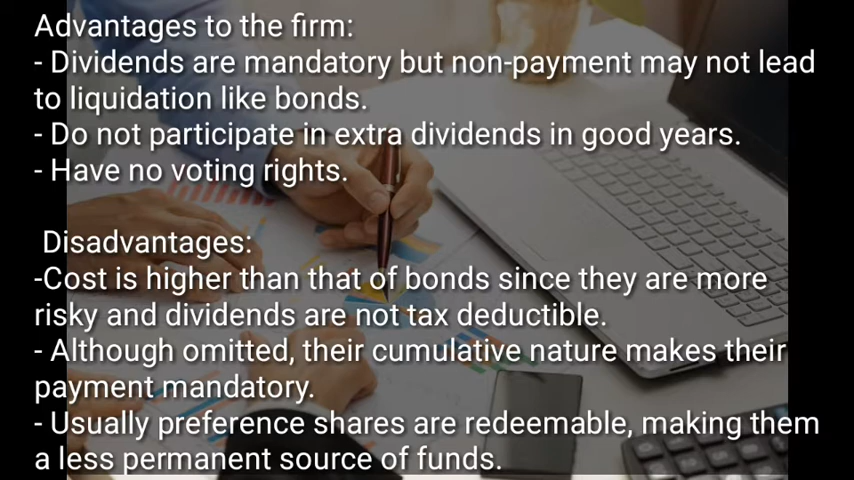 Advantages to the firm:
- Dividends are mandatory but non-payment may not lead
to liquidation like bonds.
- Do not participate in extra dividends in good years.
- Have no voting rights.
Disadvantages:
-Cost is higher than that of bonds since they are more
risky and dividends are not tax deductible.
- Although omitted, their cumulative nature makes their
payment mandatory.
- Usually preference shares are redeemable, making them
a less permanent source of funds.